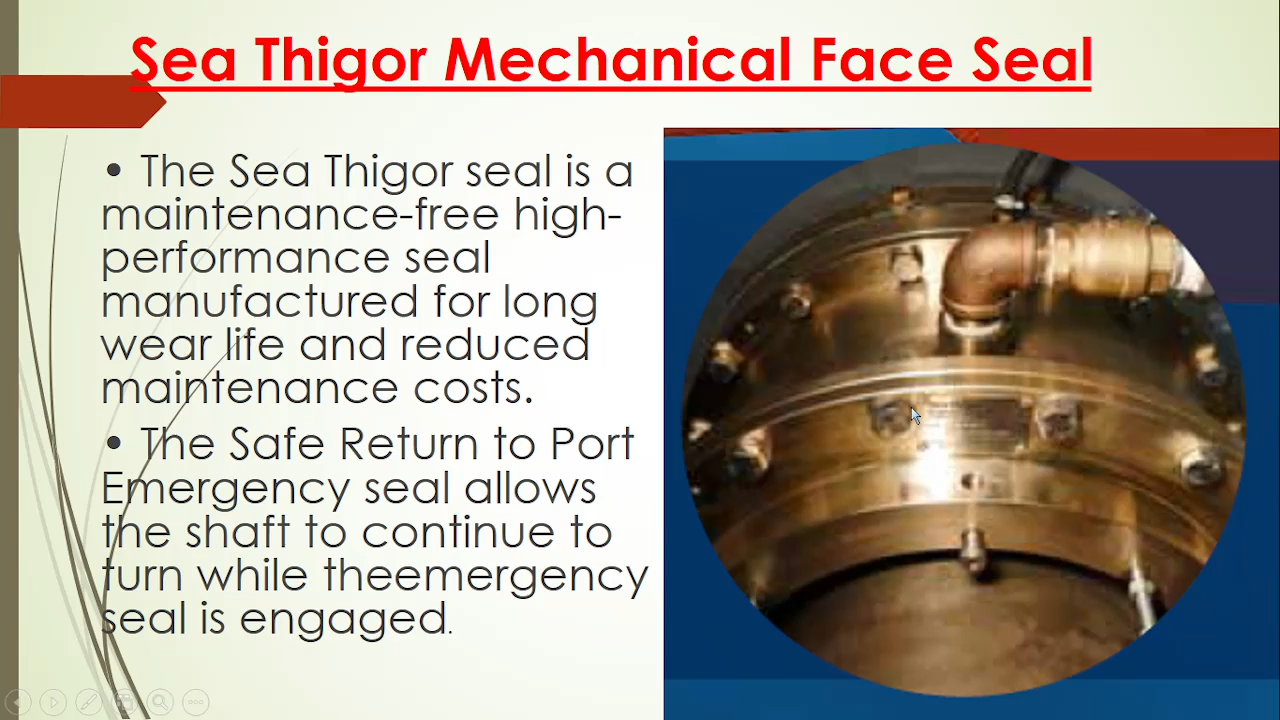 Sea Thigor Mechanical Face Seal
• The Sea Thigor seal is a
maintenance-free high-
performance seal
manufactured for long
wear life and reduced
maintenance costs.
• The Safe Return to Port
Emergency seal allows
the shaft to continue to
turn while theemergency
seal is engaged.